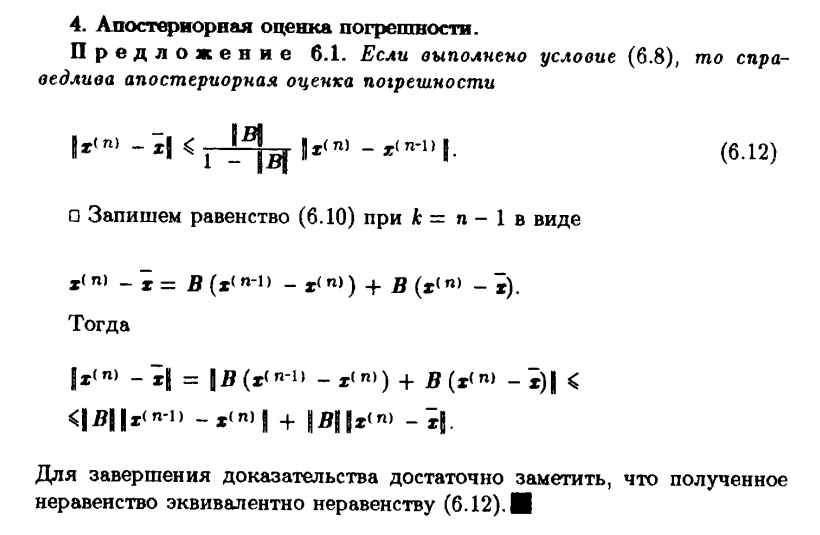 4. Апостериорная оценка погрешности.
Предложение 6.1. Если выполнено условие (6.8), то спра-
ведлива апостериорная оценка погрешности
‖x⁽ⁿ⁾ − x̄‖ ⩽ ‖B‖ / (1 − ‖B‖) ‖x⁽ⁿ⁾ − x⁽ⁿ⁻¹⁾‖. (6.12)
□ Запишем равенство (6.10) при k = n − 1 в виде
x⁽ⁿ⁾ − x̄ = B (x⁽ⁿ⁻¹⁾ − x⁽ⁿ⁾) + B (x⁽ⁿ⁾ − x̄).
Тогда
‖x⁽ⁿ⁾ − x̄‖ = ‖B (x⁽ⁿ⁻¹⁾ − x⁽ⁿ⁾) + B (x⁽ⁿ⁾ − x̄)‖ ⩽
⩽‖B‖ ‖x⁽ⁿ⁻¹⁾ − x⁽ⁿ⁾‖ + ‖B‖ ‖x⁽ⁿ⁾ − x̄‖.
Для завершения доказательства достаточно заметить, что полученное
неравенство эквивалентно неравенству (6.12).■